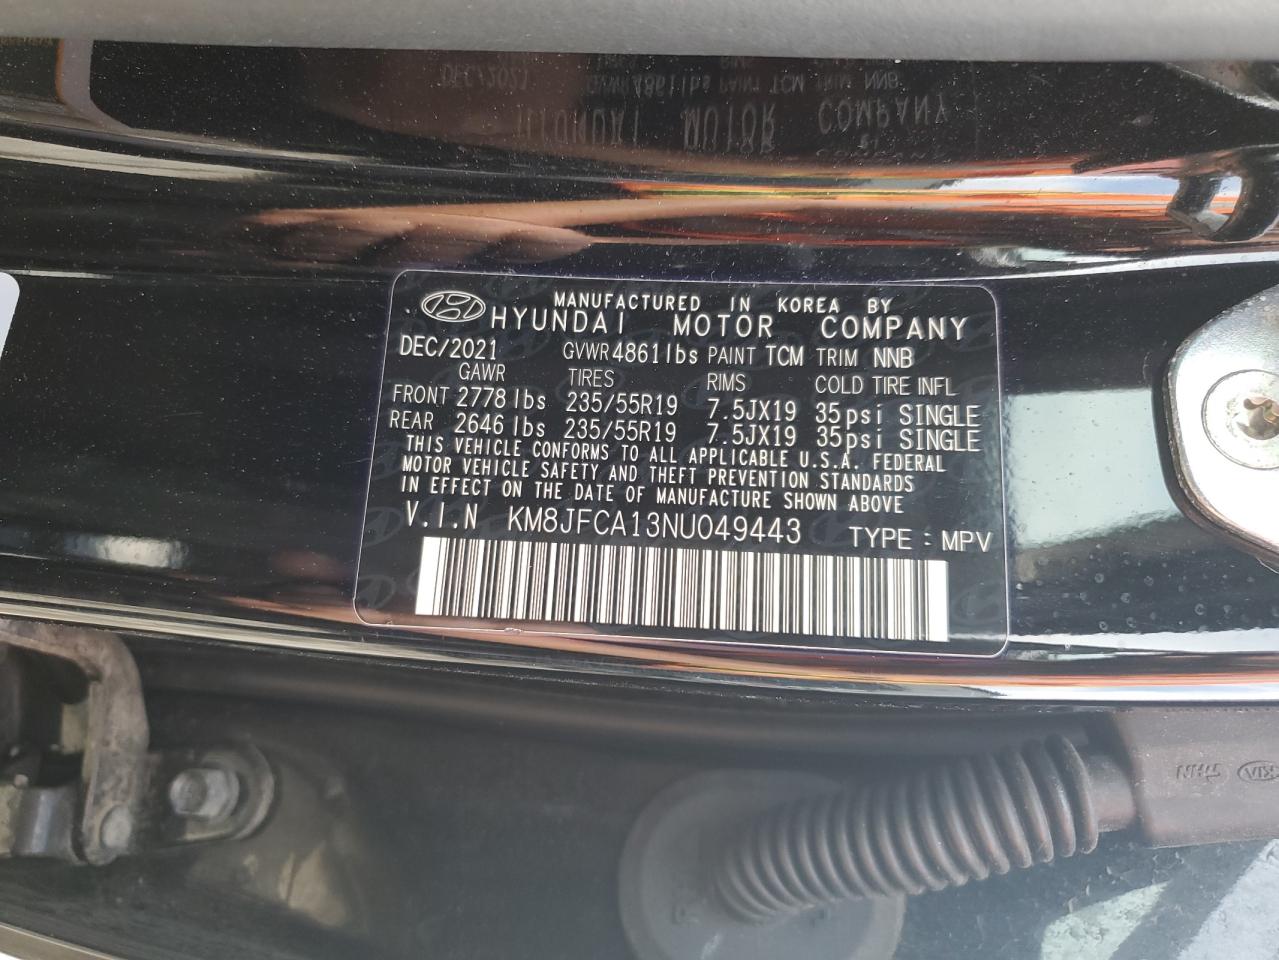 MANUFACTURED IN KOREA BY
HYUNDAI MOTOR COMPANY
DEC/2021 GVWR 4861lbs PAINT TCM TRIM NNB
GAWR TIRES RIMS COLD TIRE INFL
FRONT 2778 lbs 235/55R19 7.5JX19 35psi SINGLE
REAR 2646 lbs 235/55R19 7.5JX19 35psi SINGLE
THIS VEHICLE CONFORMS TO ALL APPLICABLE U.S.A. FEDERAL
MOTOR VEHICLE SAFETY AND THEFT PREVENTION STANDARDS
IN EFFECT ON THE DATE OF MANUFACTURE SHOWN ABOVE
V.I.N KM8JFCA13NU049443 TYPE : MPV